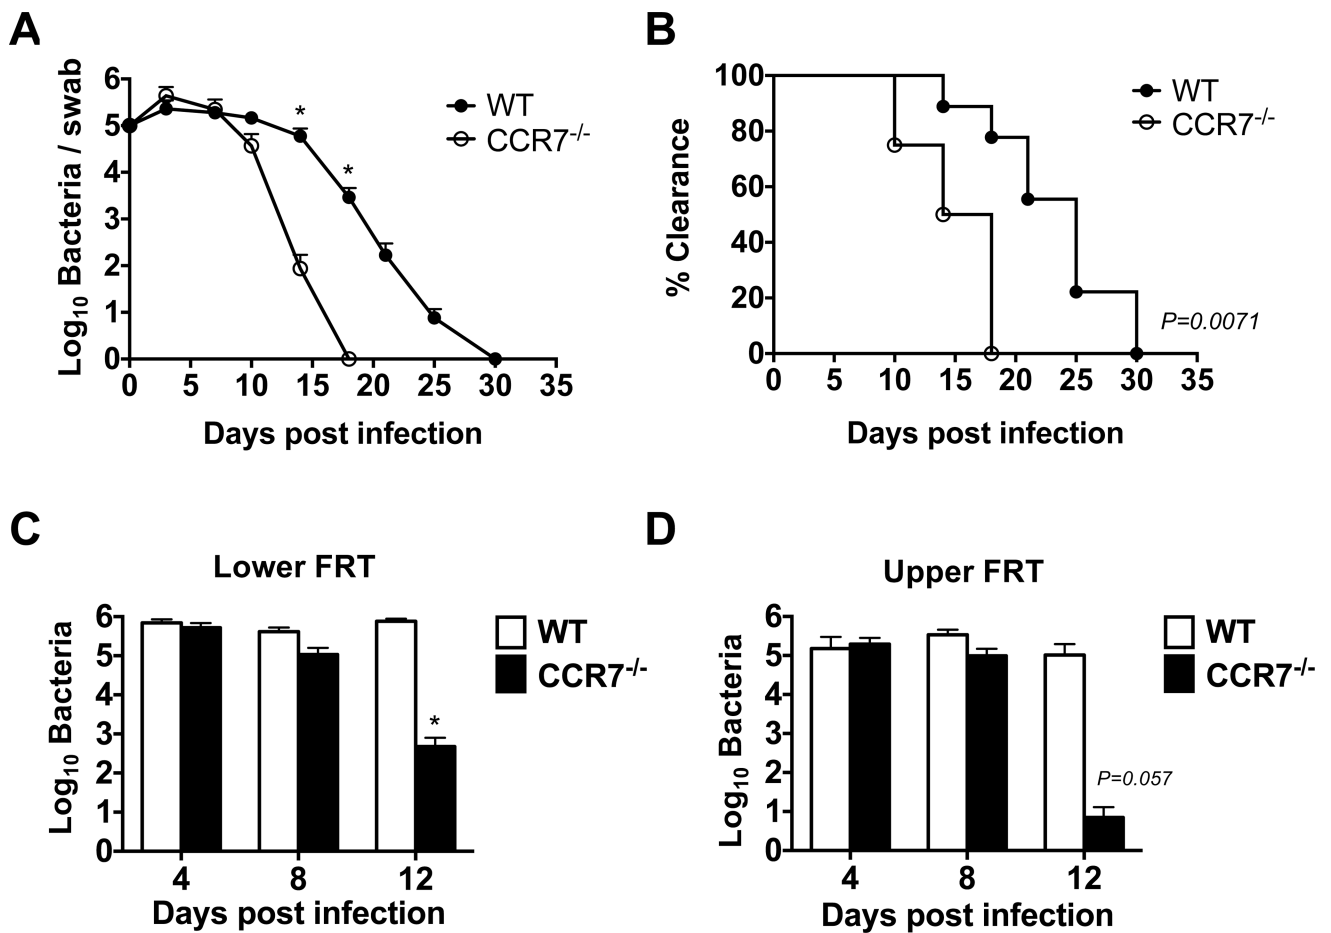 A
Log10 Bacteria / swab
6
5
4
3
2
1
0
0 5 10 15 20 25 30 35
Days post infection
* *
WT
CCR7-/-
B
% Clearance
100
80
60
40
20
0
0 5 10 15 20 25 30 35
Days post infection
WT
CCR7-/-
P=0.0071
C
Lower FRT
Log10 Bacteria
6
5
4
3
2
1
0
4 8 12
Days post infection
*
WT
CCR7-/-
D
Upper FRT
Log10 Bacteria
6
5
4
3
2
1
0
4 8 12
Days post infection
P=0.057
WT
CCR7-/-